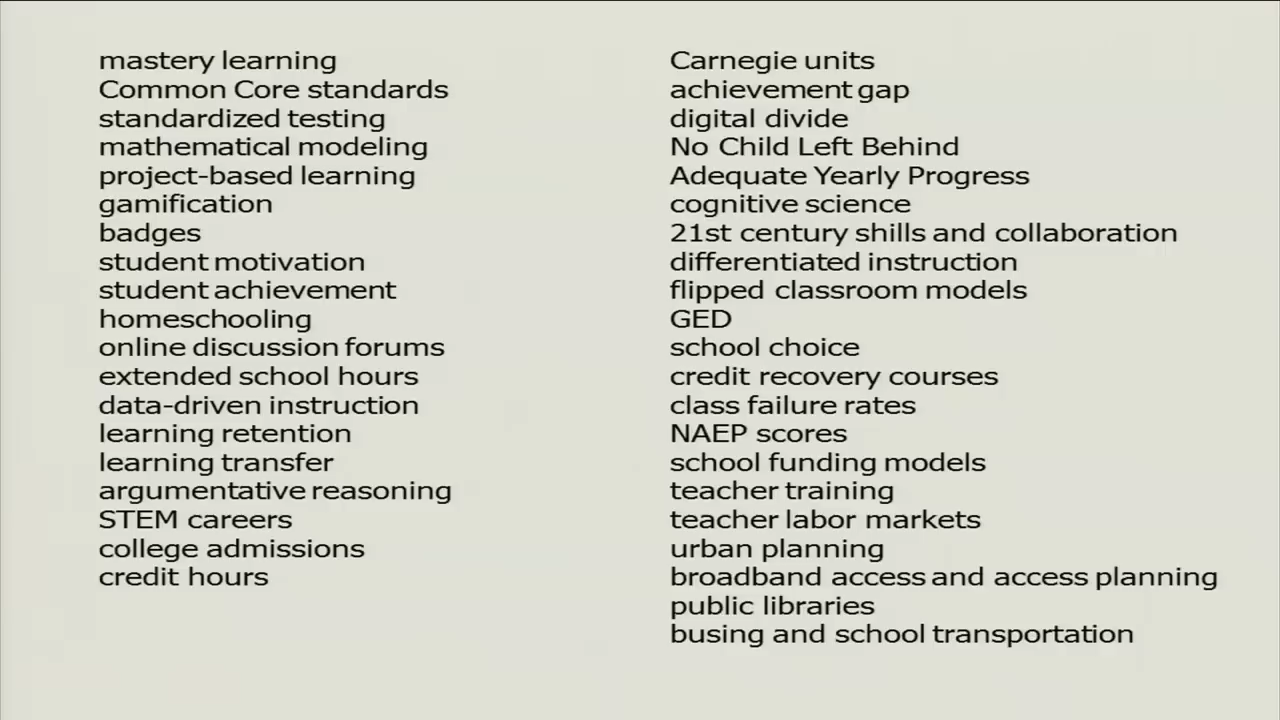 mastery learning
Common Core standards
standardized testing
mathematical modeling
project-based learning
gamification
badges
student motivation
student achievement
homeschooling
online discussion forums
extended school hours
data-driven instruction
learning retention
learning transfer
argumentative reasoning
STEM careers
college admissions
credit hours
Carnegie units
achievement gap
digital divide
No Child Left Behind
Adequate Yearly Progress
cognitive science
21st century shills and collaboration
differentiated instruction
flipped classroom models
GED
school choice
credit recovery courses
class failure rates
NAEP scores
school funding models
teacher training
teacher labor markets
urban planning
broadband access and access planning
public libraries
busing and school transportation